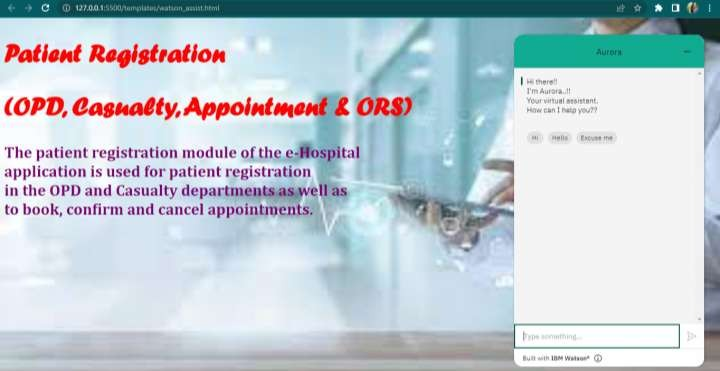 127.0.0.1:5500/templates/watson_assist.html
Patient Registration
(OPD, Casualty, Appointment & ORS)
The patient registration module of the e-Hospital
application is used for patient registration
in the OPD and Casualty departments as well as
to book, confirm and cancel appointments.
Aurora
Hi there!!
I'm Aurora..!!
Your virtual assistant.
How can I help you??
Hi
Hello
Excuse me
Type something...
Built with IBM Watson®